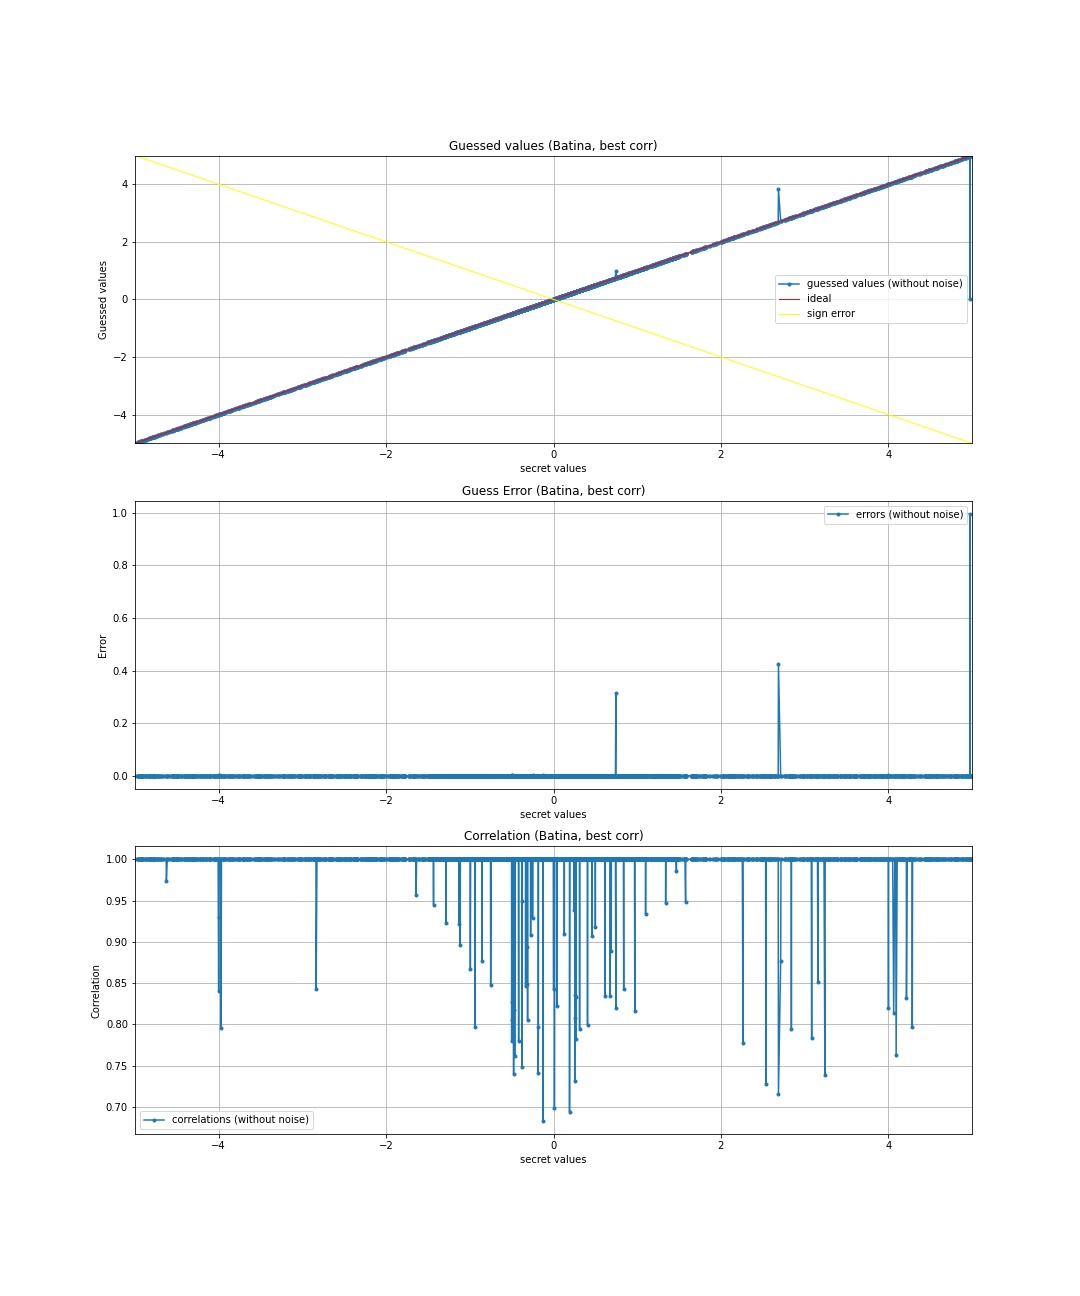 Guessed values (Batina, best corr)
4
2
0
−2
−4
Guessed values
guessed values (without noise)
ideal
sign error
−4
−2
0
2
4
secret values
Guess Error (Batina, best corr)
1.0
0.8
0.6
0.4
0.2
0.0
Error
errors (without noise)
−4
−2
0
2
4
secret values
Correlation (Batina, best corr)
1.00
0.95
0.90
0.85
0.80
0.75
0.70
Correlation
correlations (without noise)
−4
−2
0
2
4
secret values